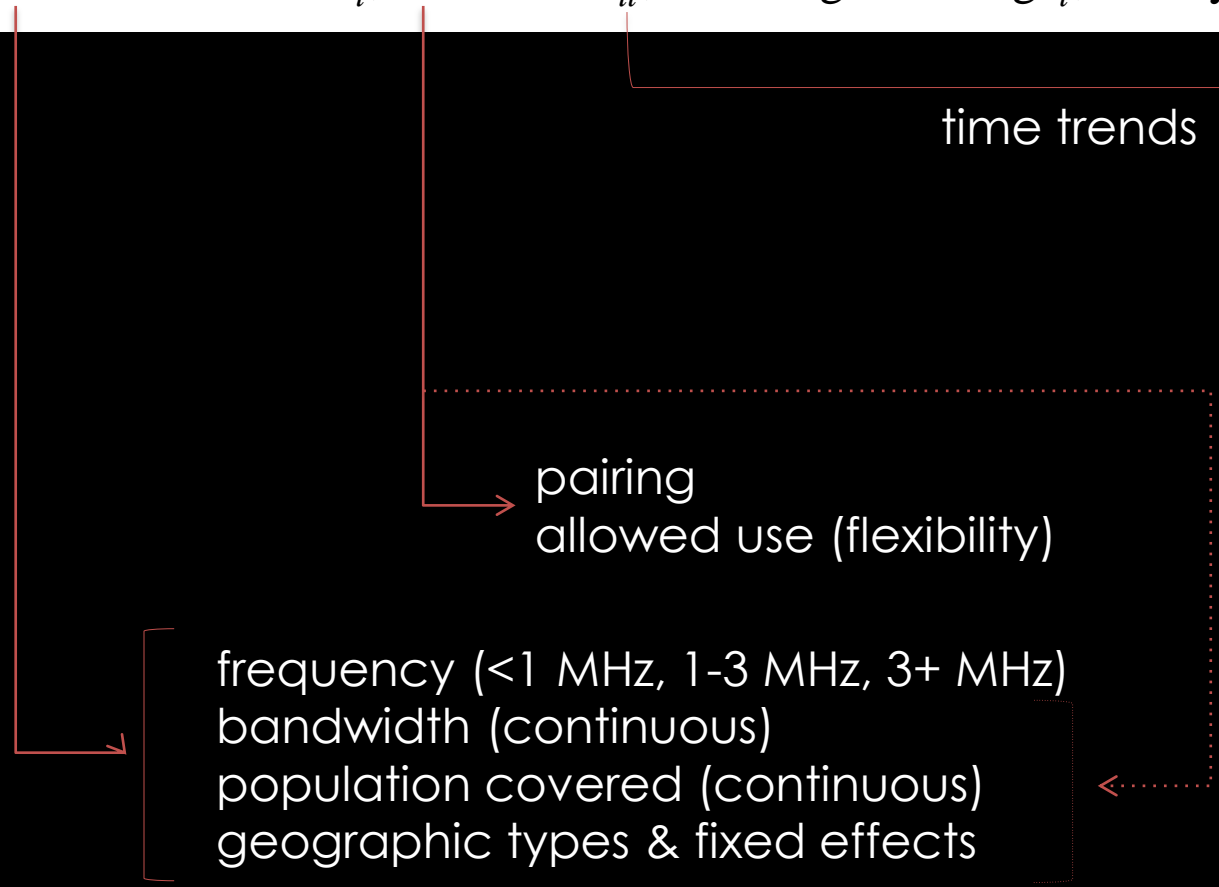 time trends
pairing
allowed use (flexibility)
frequency (<1 MHz, 1-3 MHz, 3+ MHz)
bandwidth (continuous)
population covered (continuous)
geographic types & fixed effects